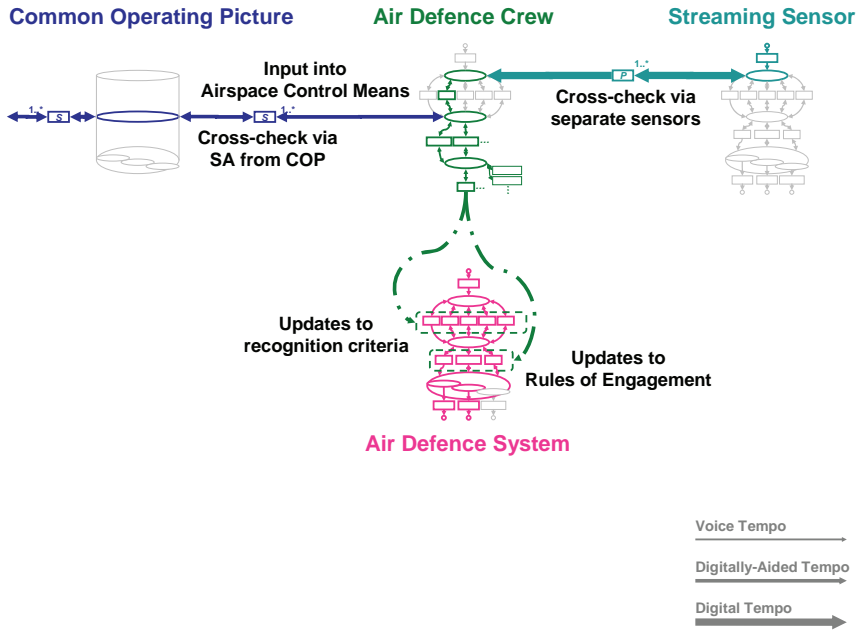 Common Operating Picture
Air Defence Crew
Streaming Sensor
Input into
Airspace Control Means
1..*
S
S
1..*
Cross-check via
SA from COP
1..*
P
Cross-check via
separate sensors
...
...
...
Updates to
recognition criteria
Updates to
Rules of Engagement
Air Defence System
Voice Tempo
Digitally-Aided Tempo
Digital Tempo